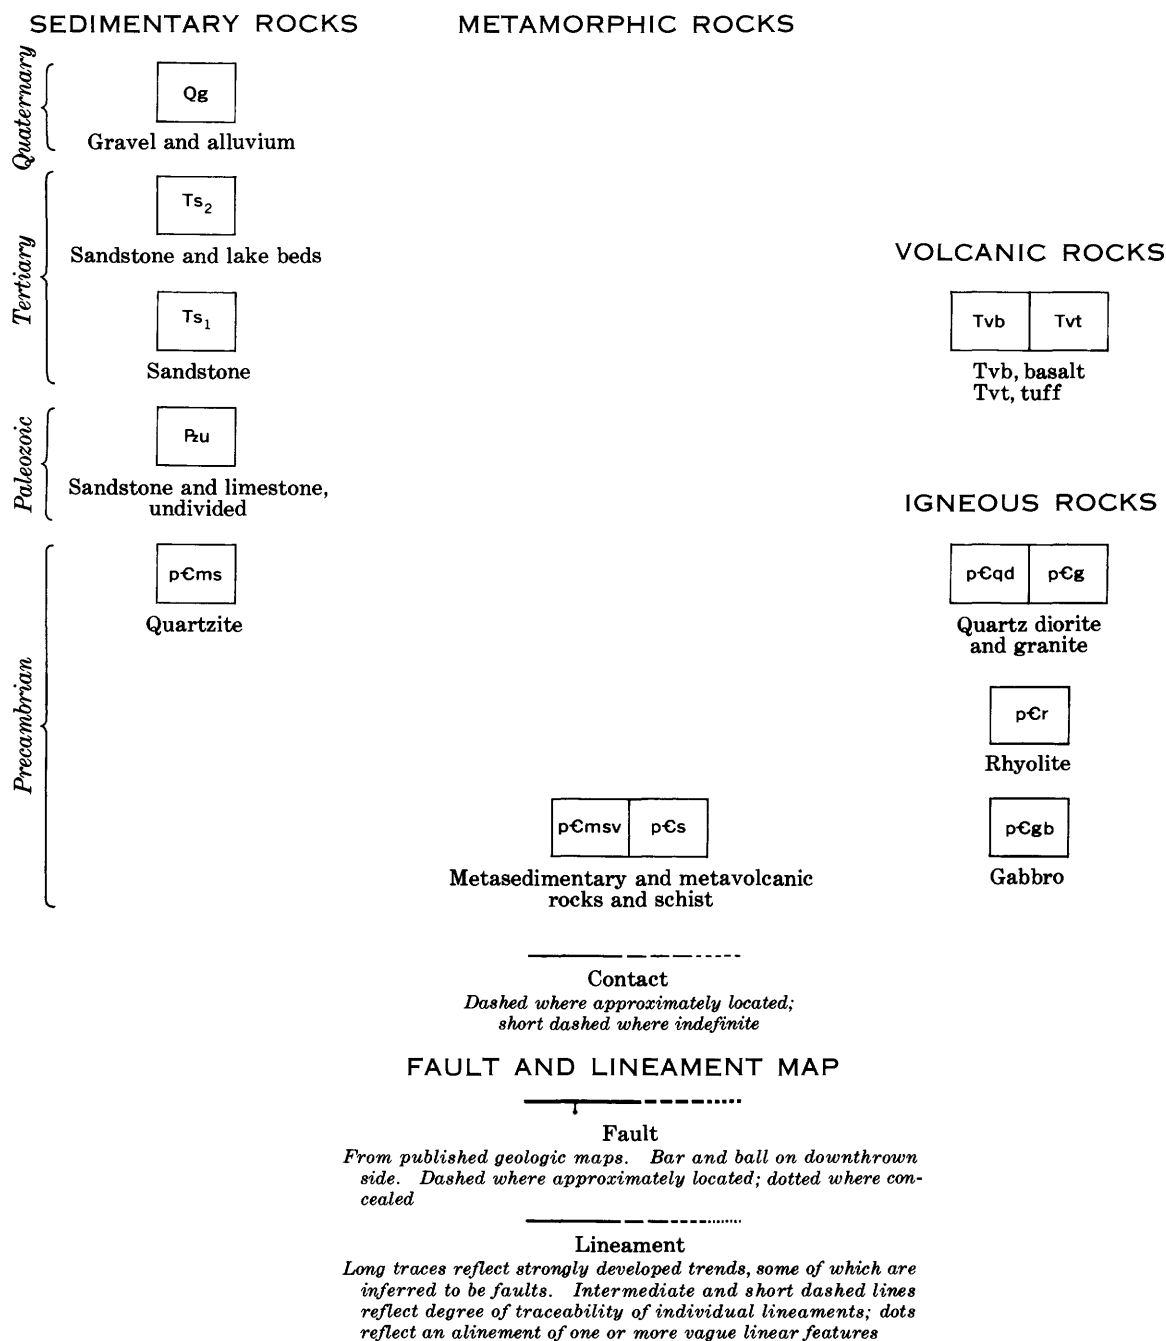 SEDIMENTARY ROCKS
METAMORPHIC ROCKS
Quaternary
Qg
Gravel and alluvium
Tertiary
Ts2
Sandstone and lake beds
VOLCANIC ROCKS
Ts1
Sandstone
Tvb
Tvt
Tvb, basalt
Tvt, tuff
Paleozoic
Pzu
Sandstone and limestone,
undivided
IGNEOUS ROCKS
Precambrian
p€ms
Quartzite
p€qd
p€g
Quartz diorite
and granite
p€r
Rhyolite
p€msv
p€s
Metasedimentary and metavolcanic
rocks and schist
p€gb
Gabbro
Contact
Dashed where approximately located;
short dashed where indefinite
FAULT AND LINEAMENT MAP
Fault
From published geologic maps. Bar and ball on downthrown
side. Dashed where approximately located; dotted where con-
cealed
Lineament
Long traces reflect strongly developed trends, some of which are
inferred to be faults. Intermediate and short dashed lines
reflect degree of traceability of individual lineaments; dots
reflect an alinement of one or more vague linear features